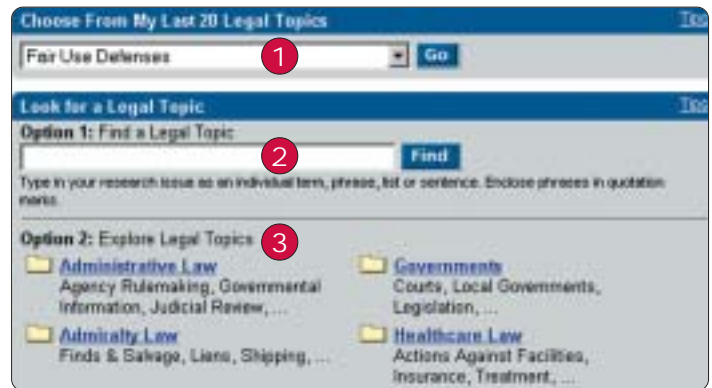 Choose From My Last 20 Legal Topics Tips
Fair Use Defenses 1 Go
Look for a Legal Topic Tips
Option 1: Find a Legal Topic
2 Find
Type in your research issue as an individual term, phrase, list or sentence. Enclose phrases in quotation
marks.
Option 2: Explore Legal Topics 3
Administrative Law
Agency Rulemaking, Governmental
Information, Judicial Review, ...
Admiralty Law
Finds & Salvage, Liens, Shipping, ...
Governments
Courts, Local Governments,
Legislation, ...
Healthcare Law
Actions Against Facilities,
Insurance, Treatment, ...